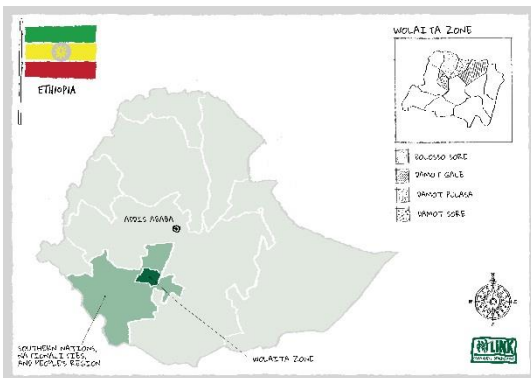 ETHIOPIA
WOLAITA ZONE
BOLOSSO SORE
DAMOT GALE
DAMOT PULASA
DAMOT SORE
ADDIS ABABA
SOUTHERN NATIONS,
NATIONALITIES,
AND PEOPLES REGION
WOLAITA ZONE
N
LINK